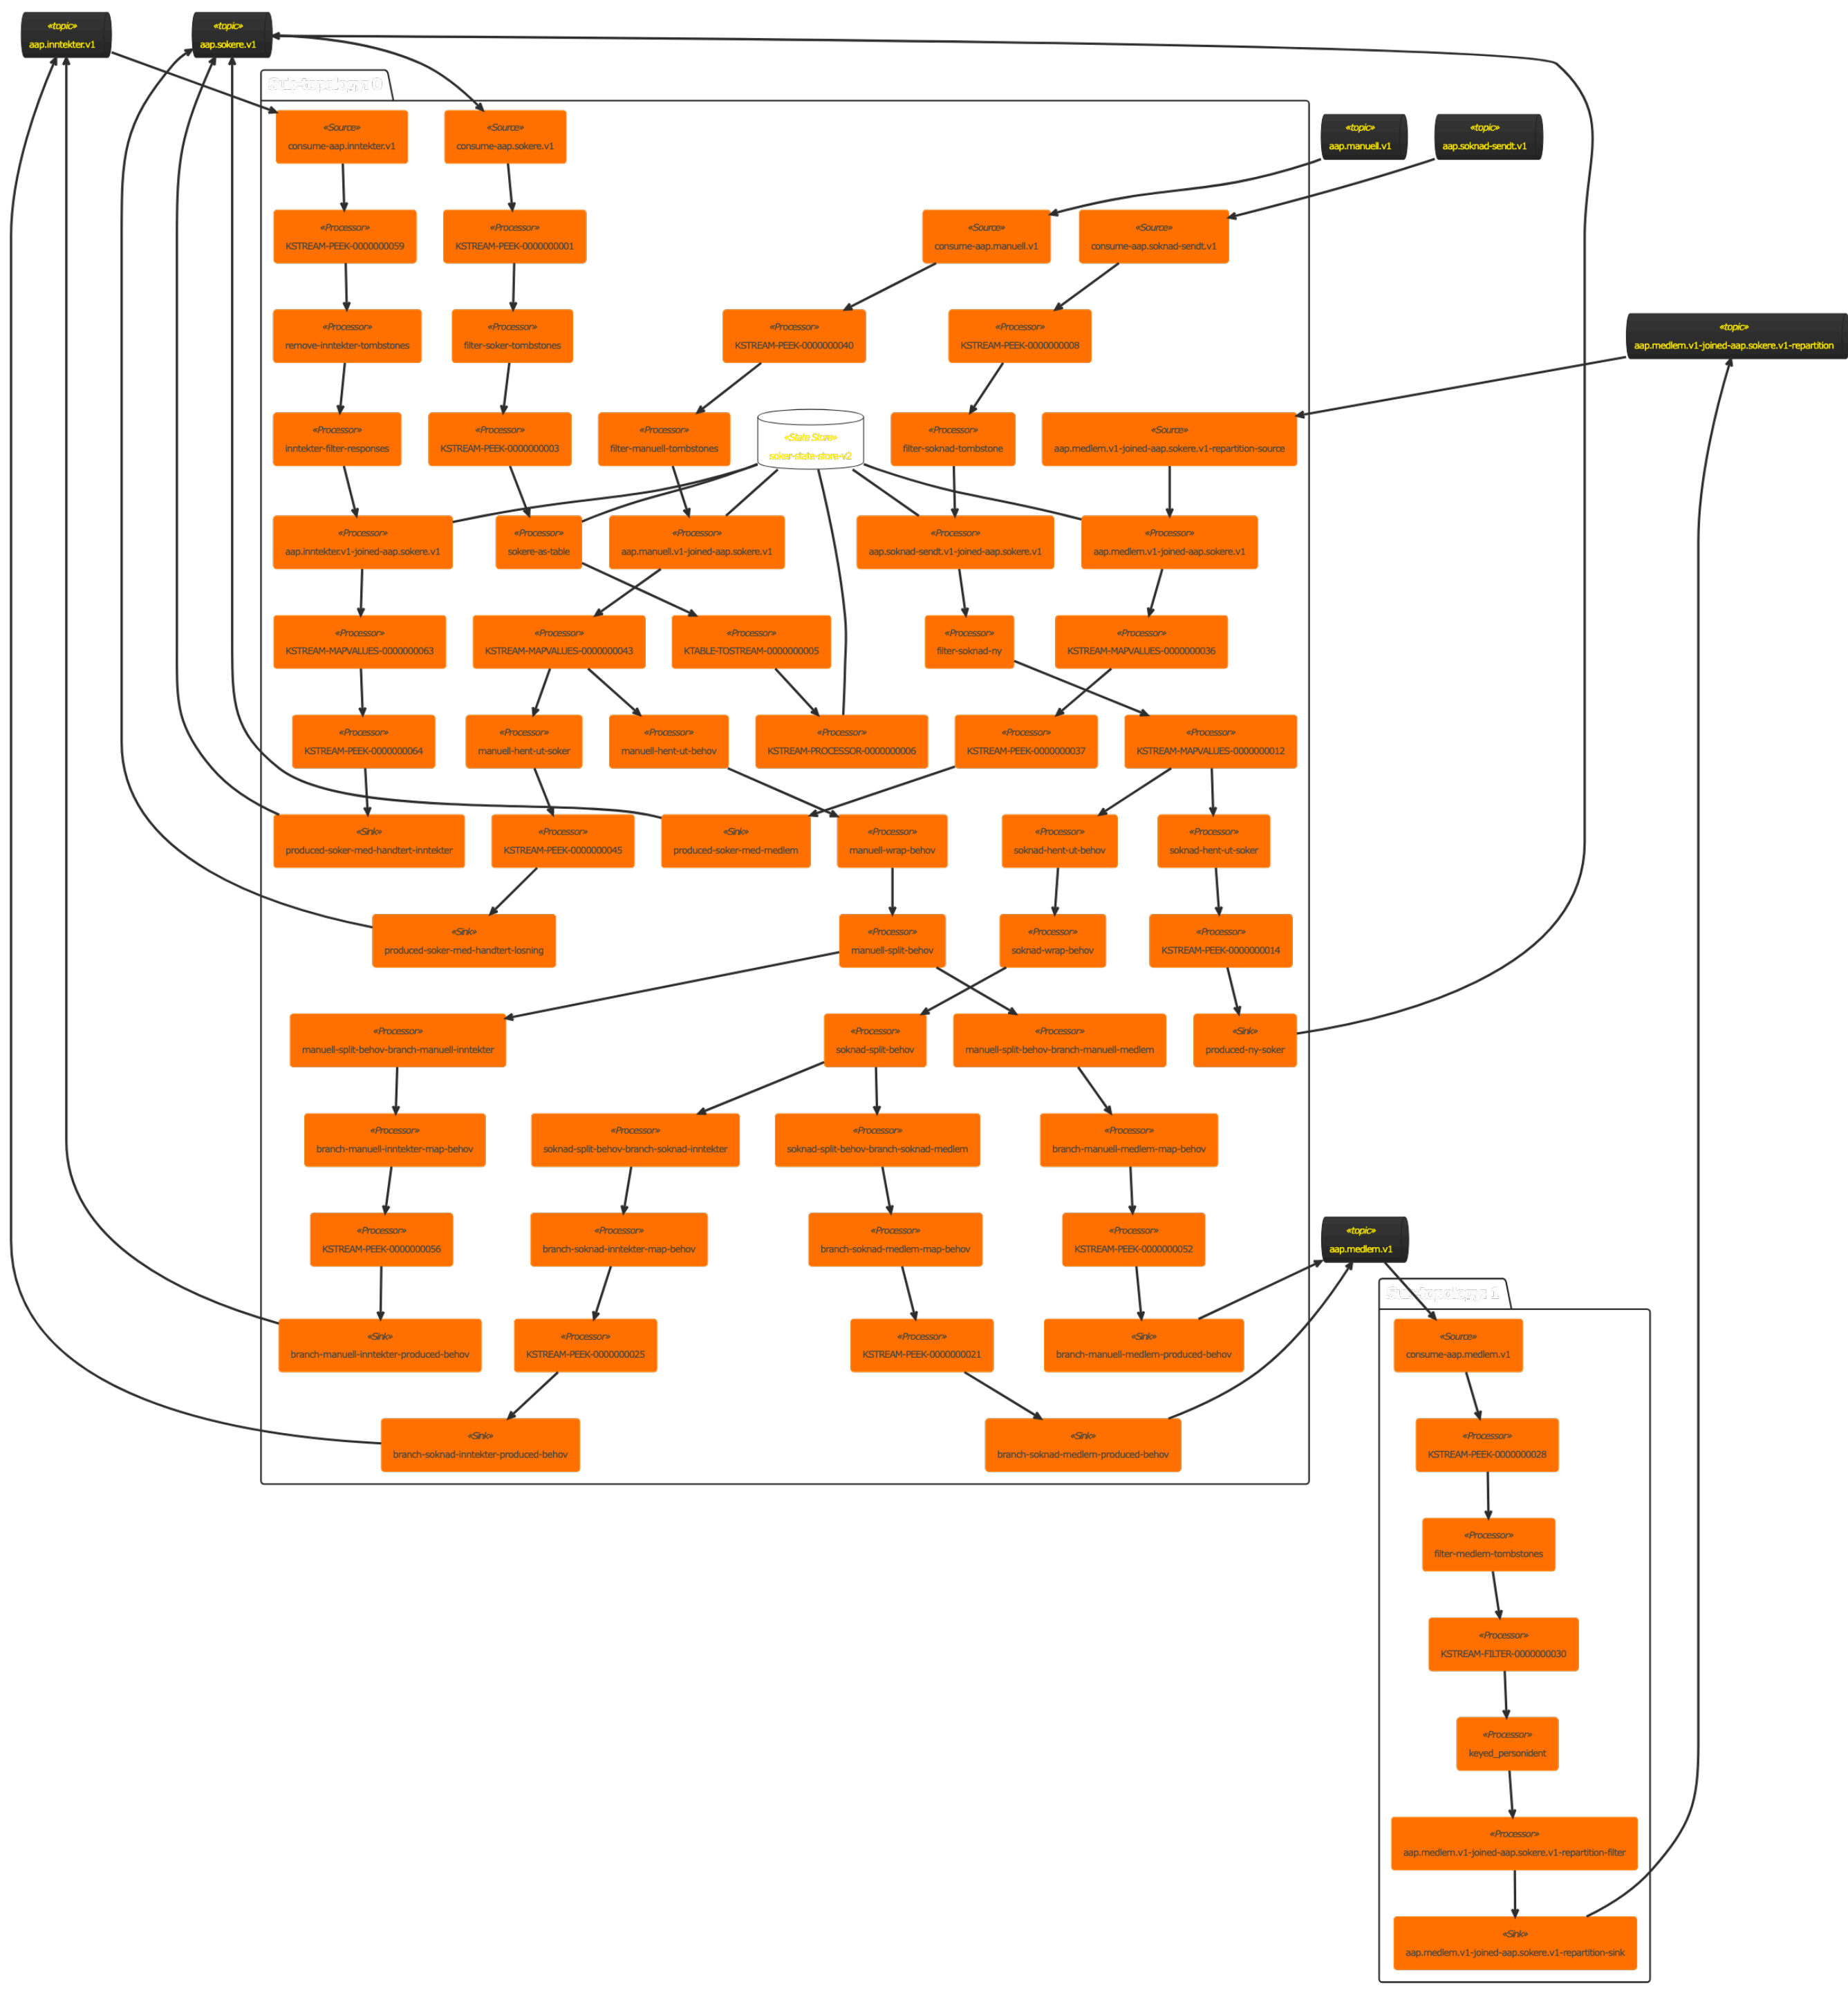 «topic»
aap.inntekter.v1
«topic»
aap.sokere.v1
Sub-topology 0
«Source»
consume-aap.inntekter.v1
«Source»
consume-aap.sokere.v1
«topic»
aap.manuell.v1
«topic»
aap.soknad-sendt.v1
«Processor»
KSTREAM-PEEK-0000000059
«Processor»
KSTREAM-PEEK-0000000001
«Source»
consume-aap.manuell.v1
«Source»
consume-aap.soknad-sendt.v1
«Processor»
remove-inntekter-tombstones
«Processor»
filter-soker-tombstones
«Processor»
KSTREAM-PEEK-0000000040
«Processor»
KSTREAM-PEEK-0000000008
«topic»
aap.medlem.v1-joined-aap.sokere.v1-repartition
«Processor»
inntekter-filter-responses
«Processor»
KSTREAM-PEEK-0000000003
«Processor»
filter-manuell-tombstones
«State Store»
soker-state-store-v2
«Processor»
filter-soknad-tombstone
«Source»
aap.medlem.v1-joined-aap.sokere.v1-repartition-source
«Processor»
aap.inntekter.v1-joined-aap.sokere.v1
«Processor»
sokere-as-table
«Processor»
aap.manuell.v1-joined-aap.sokere.v1
«Processor»
aap.soknad-sendt.v1-joined-aap.sokere.v1
«Processor»
aap.medlem.v1-joined-aap.sokere.v1
«Processor»
KSTREAM-MAPVALUES-0000000063
«Processor»
KSTREAM-MAPVALUES-0000000043
«Processor»
KTABLE-TOSTREAM-0000000005
«Processor»
filter-soknad-ny
«Processor»
KSTREAM-MAPVALUES-0000000036
«Processor»
KSTREAM-PEEK-0000000064
«Processor»
manuell-hent-ut-soker
«Processor»
manuell-hent-ut-behov
«Processor»
KSTREAM-PROCESSOR-0000000006
«Processor»
KSTREAM-PEEK-0000000037
«Processor»
KSTREAM-MAPVALUES-0000000012
«Sink»
produced-soker-med-handtert-inntekter
«Processor»
KSTREAM-PEEK-0000000045
«Sink»
produced-soker-med-medlem
«Processor»
manuell-wrap-behov
«Processor»
soknad-hent-ut-behov
«Processor»
soknad-hent-ut-soker
«Sink»
produced-soker-med-handtert-losning
«Processor»
manuell-split-behov
«Processor»
soknad-wrap-behov
«Processor»
KSTREAM-PEEK-0000000014
«Processor»
manuell-split-behov-branch-manuell-inntekter
«Processor»
soknad-split-behov
«Processor»
manuell-split-behov-branch-manuell-medlem
«Sink»
produced-ny-soker
«Processor»
branch-manuell-inntekter-map-behov
«Processor»
soknad-split-behov-branch-soknad-inntekter
«Processor»
soknad-split-behov-branch-soknad-medlem
«Processor»
branch-manuell-medlem-map-behov
«Processor»
KSTREAM-PEEK-0000000056
«Processor»
branch-soknad-inntekter-map-behov
«Processor»
branch-soknad-medlem-map-behov
«Processor»
KSTREAM-PEEK-0000000052
«topic»
aap.medlem.v1
Sub-topology 1
«Sink»
branch-manuell-inntekter-produced-behov
«Processor»
KSTREAM-PEEK-0000000025
«Processor»
KSTREAM-PEEK-0000000021
«Sink»
branch-manuell-medlem-produced-behov
«Source»
consume-aap.medlem.v1
«Sink»
branch-soknad-inntekter-produced-behov
«Sink»
branch-soknad-medlem-produced-behov
«Processor»
KSTREAM-PEEK-0000000028
«Processor»
filter-medlem-tombstones
«Processor»
KSTREAM-FILTER-0000000030
«Processor»
keyed_personident
«Processor»
aap.medlem.v1-joined-aap.sokere.v1-repartition-filter
«Sink»
aap.medlem.v1-joined-aap.sokere.v1-repartition-sink